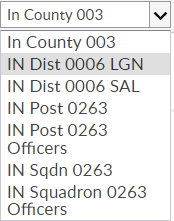 In County 003
In County 003
IN Dist 0006 LGN
IN Dist 0006 SAL
IN Post 0263
IN Post 0263
Officers
IN Sqdn 0263
IN Squadron 0263
Officers